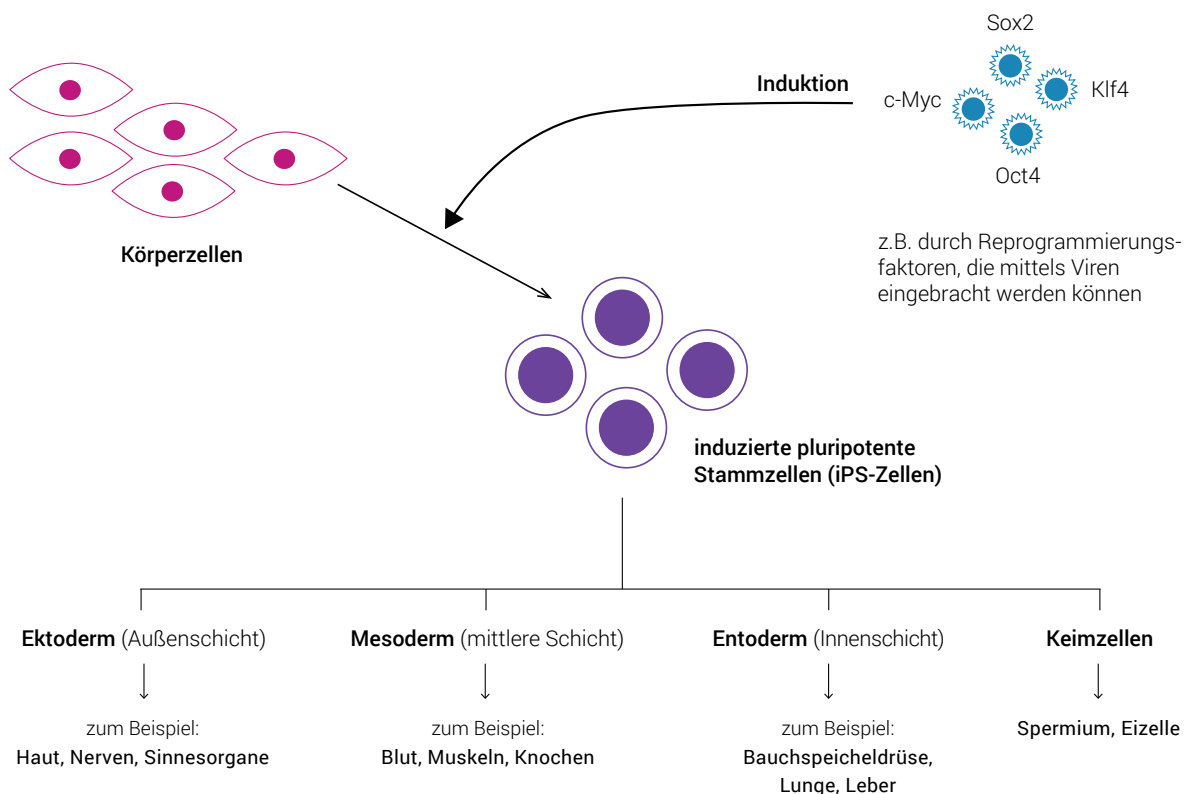 Sox2
Induktion
c-Myc
Klf4
Oct4
Körperzellen
z.B. durch Reprogrammierungs-
faktoren, die mittels Viren
eingebracht werden können
induzierte pluripotente
Stammzellen (iPS-Zellen)
Ektoderm (Außenschicht)
zum Beispiel:
Haut, Nerven, Sinnesorgane
Mesoderm (mittlere Schicht)
zum Beispiel:
Blut, Muskeln, Knochen
Entoderm (Innenschicht)
zum Beispiel:
Bauchspeicheldrüse,
Lunge, Leber
Keimzellen
Spermium, Eizelle